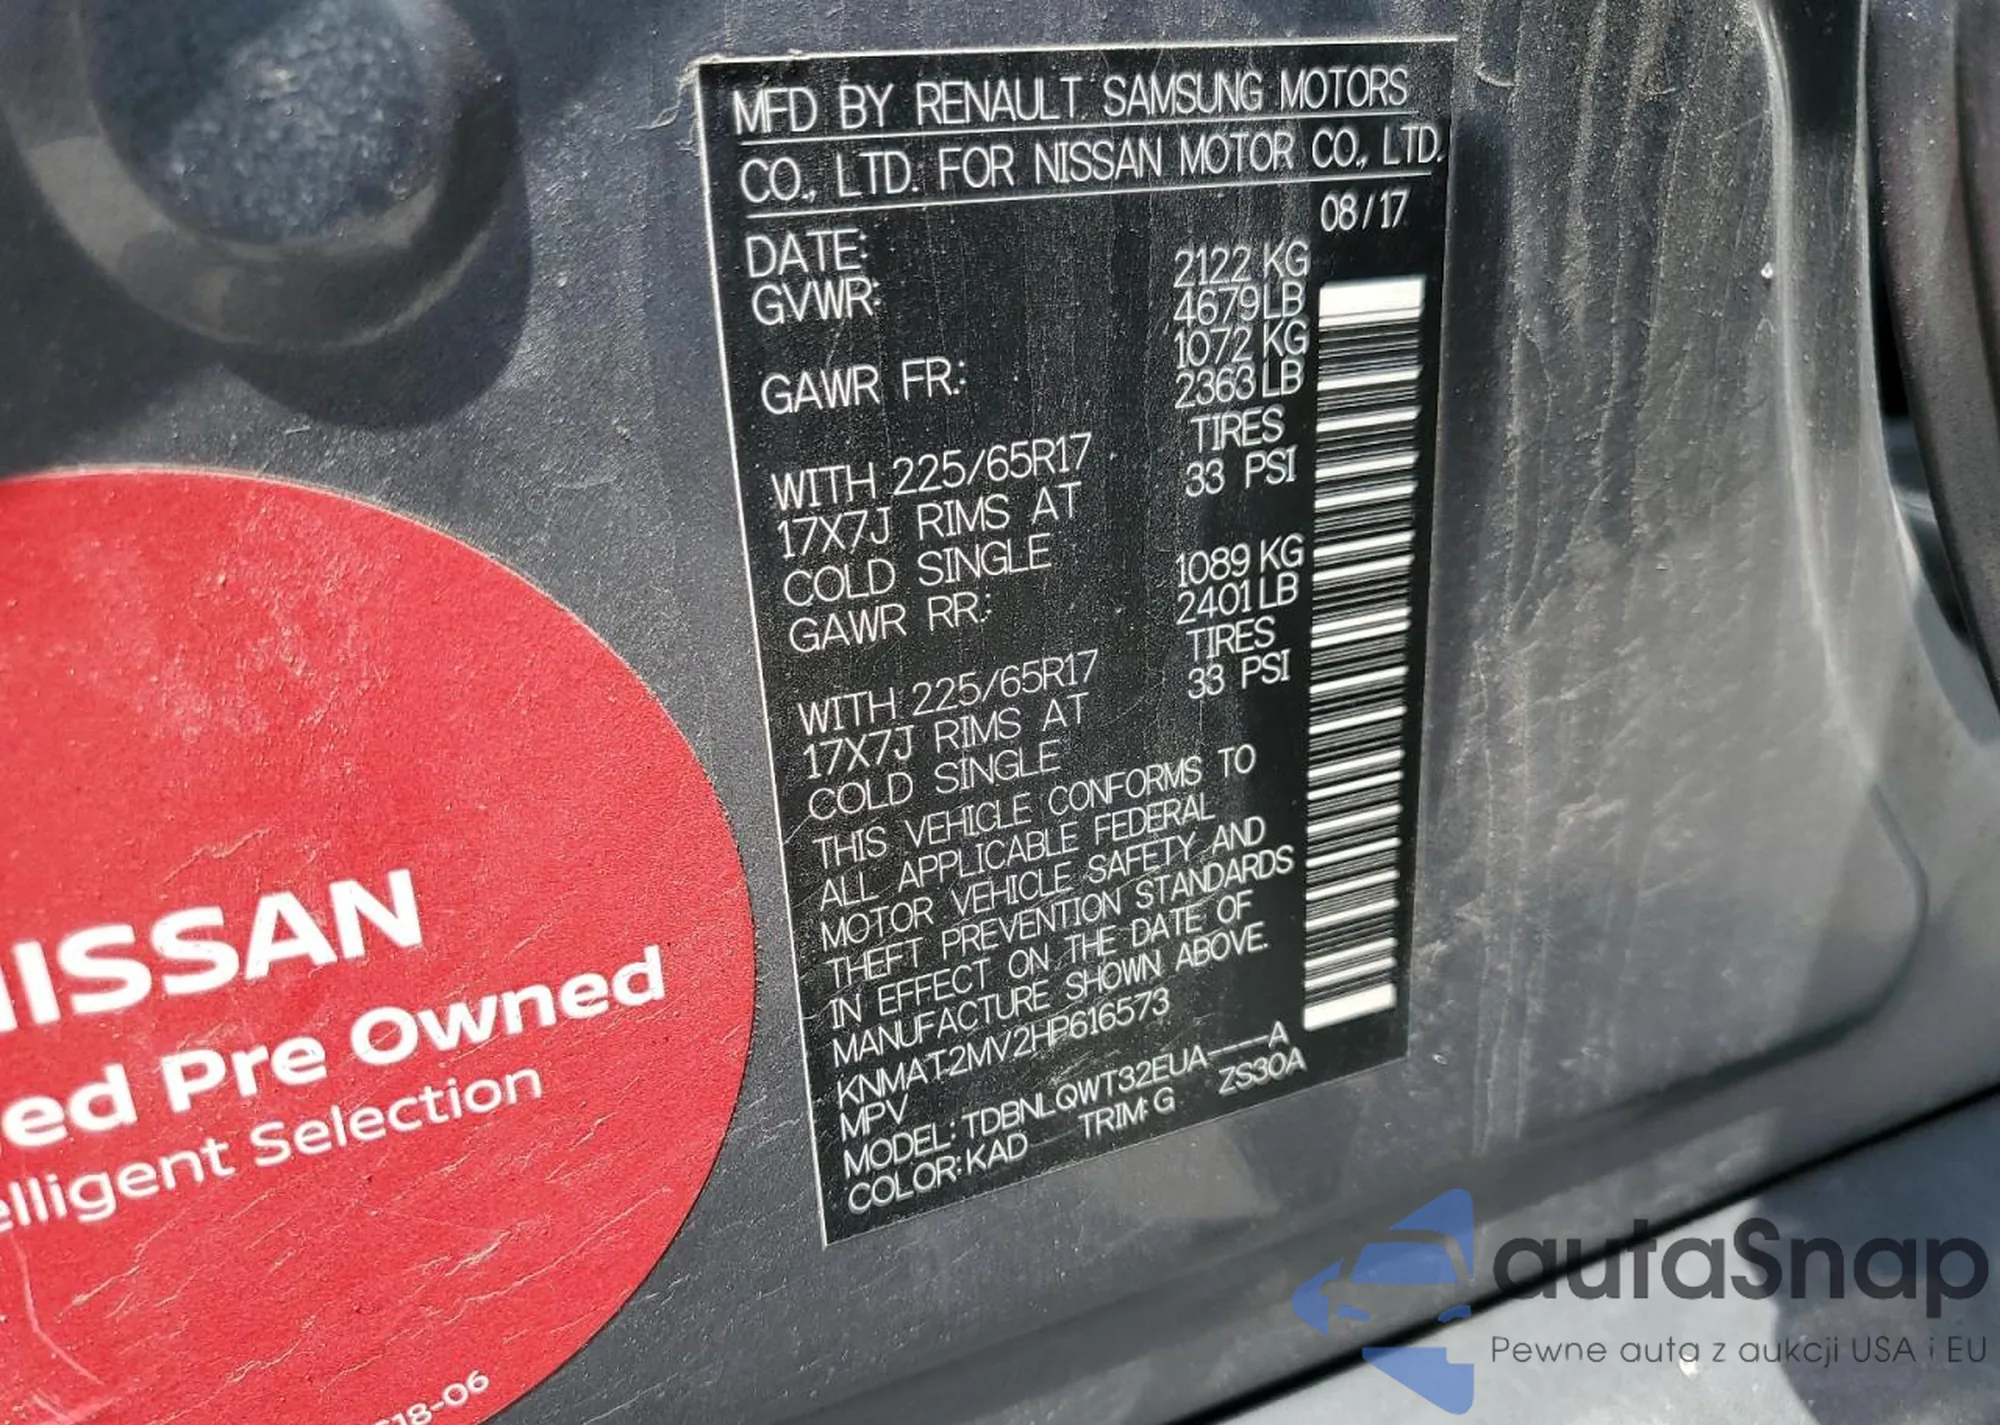 MFD BY RENAULT SAMSUNG MOTORS
CO., LTD. FOR NISSAN MOTOR CO., LTD.
DATE: 08/17
GVWR: 2122 KG
4679 LB
GAWR FR.: 1072 KG
2363 LB
WITH 225/65R17 TIRES
17X7J RIMS AT 33 PSI
COLD SINGLE
GAWR RR.: 1089 KG
2401 LB
WITH 225/65R17 TIRES
17X7J RIMS AT 33 PSI
COLD SINGLE
THIS VEHICLE CONFORMS TO
ALL APPLICABLE FEDERAL
MOTOR VEHICLE SAFETY AND
THEFT PREVENTION STANDARDS
IN EFFECT ON THE DATE OF
MANUFACTURE SHOWN ABOVE.
KNMAT2MV2HP616573
MPV
MODEL: TDBNLQWT32EUA——A
COLOR: KAD TRIM: G ZS30A
NISSAN
ed Pre Owned
elligent Selection
18-06
autaSnap
Pewne auta z aukcji USA i EU